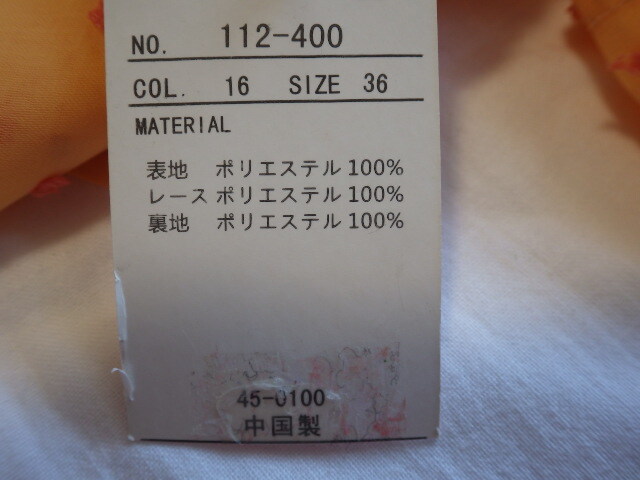 NO. 112-400
COL. 16 SIZE 36
MATERIAL
表地 ポリエステル100%
レース ポリエステル100%
裏地 ポリエステル100%
45-0100
中国製